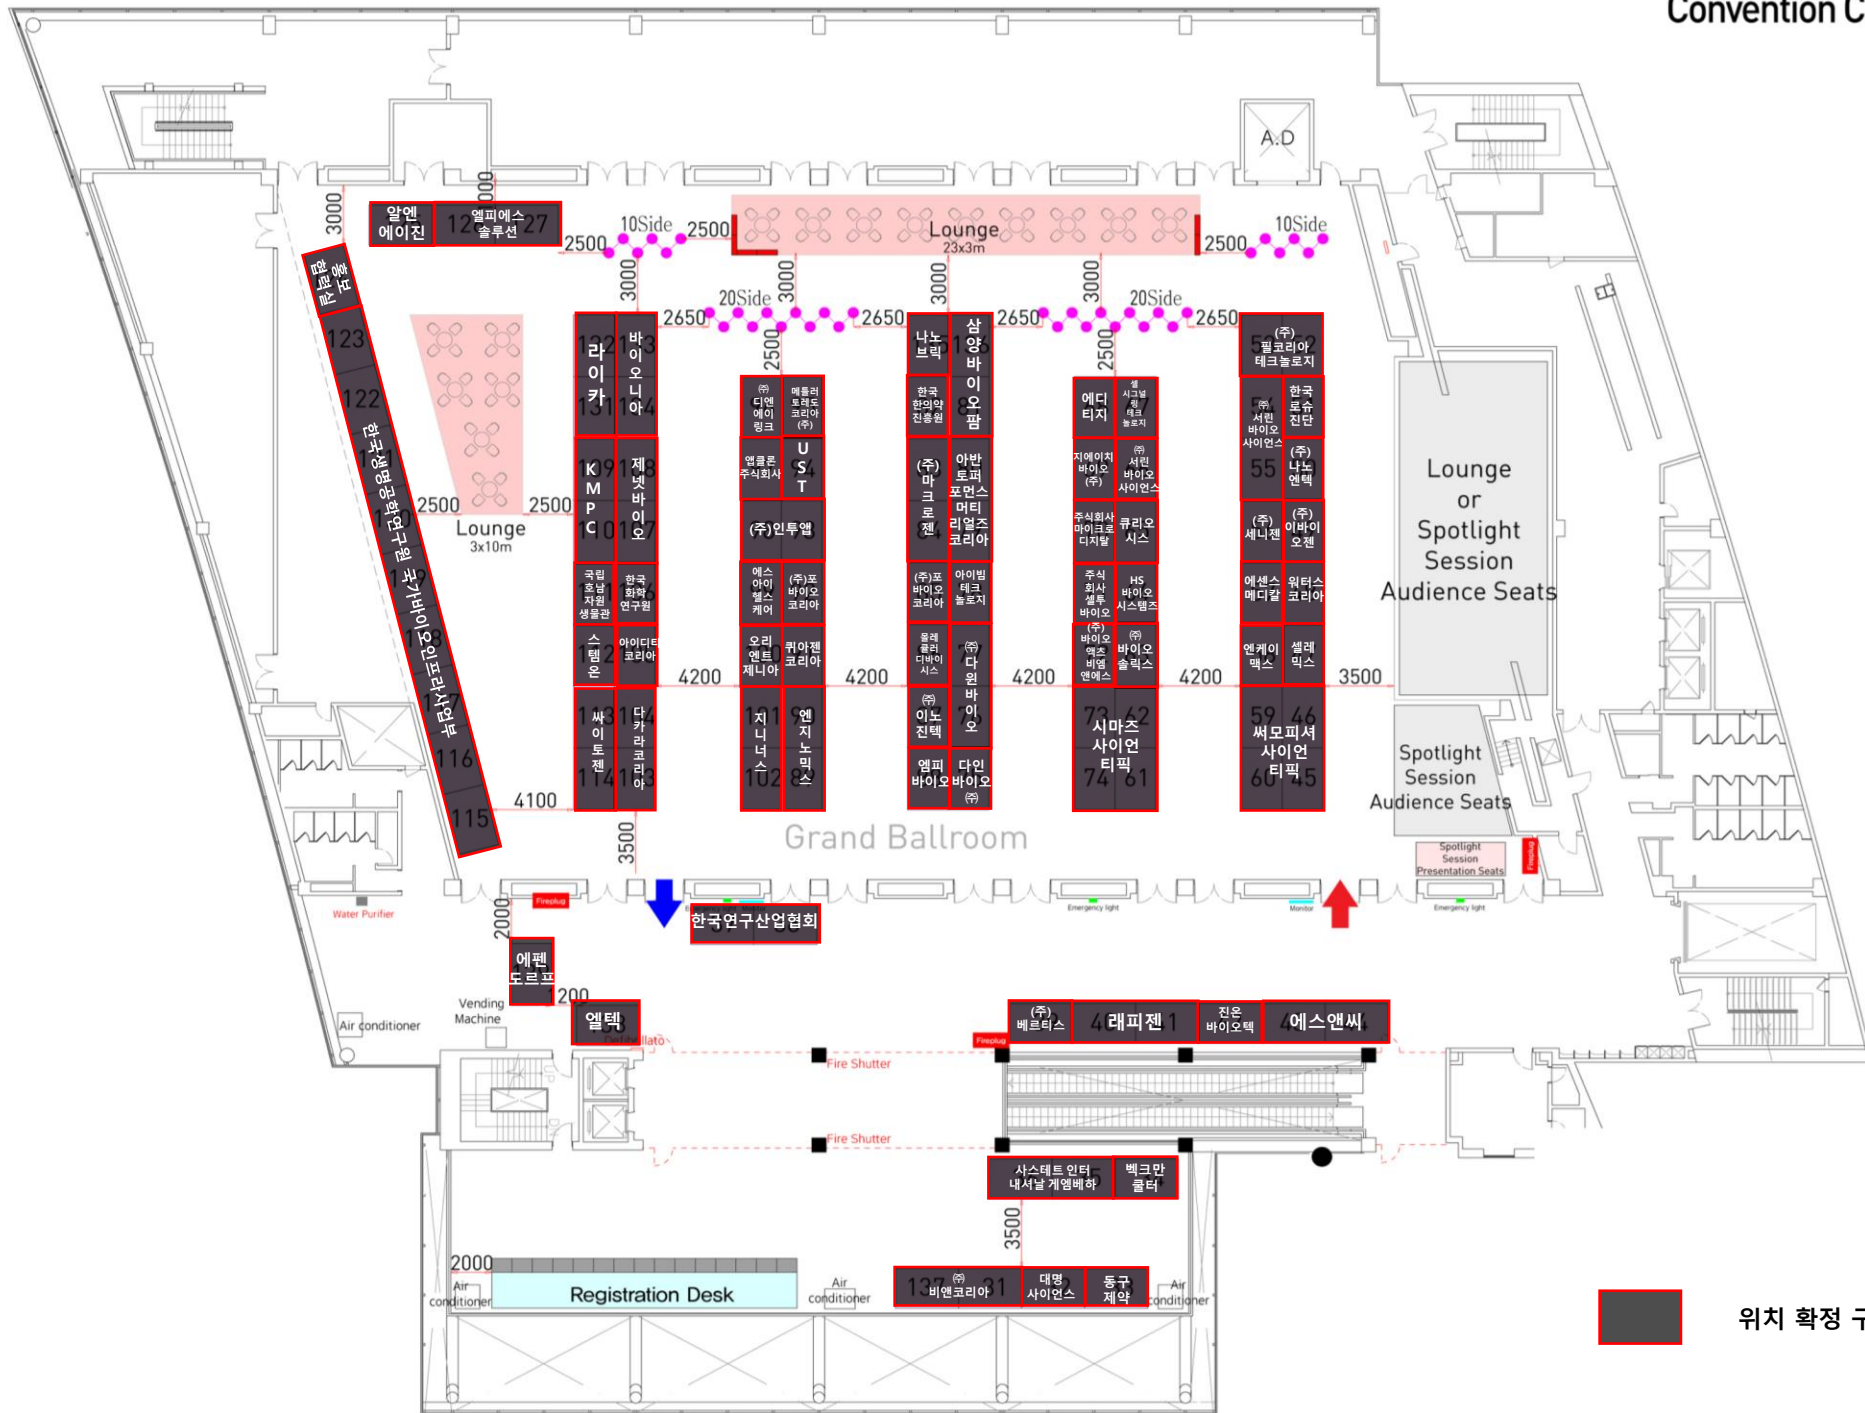 Convention C
A.D
3000
1000
알엔
에이진
엘피에스
솔루션
27
2500
10Side
2500
Lounge
23x3m
2500
10Side
홍보
협력실
3000
3000
3000
3000
20Side
20Side
2650
2650
2650
2650
2500
2500
123
122
116
115
한국생명공학연구원 국가바이오인프라사업부
2500
2500
Lounge
3x10m
라이카
바이오니아
KMPC
제넷바이오
국립
호남
자원
생물관
한국
화학
연구원
스템온
아이디티
코리아
싸이토젠
다카라코리아
㈜
디엔
에이
링크
메틀러
토레도
코리아
(주)
앱클론
주식회사
UST
(주)인투앱
에스
아이
헬스
케어
(주)포
바이오
코리아
오리
엔트
제니아
퀴아젠
코리아
지니너스
엔지노믹스
102
나노
브릭
삼양바이오팜
한국
한의약
진흥원
(주)
마크로젠
아반
토퍼
포먼스
머티
리얼즈
코리아
(주)포
바이오
코리아
아이빔
테크
놀로지
몰레
큘러
디바이
시스
㈜
다윈바이오
㈜
이노
진텍
엠피
바이오
다인
바이오
㈜
에디
티지
셀
시그널
링
테크
놀로지
지에이치
바이오
(주)
㈜
서린
바이오
사이언스
주식회사
마이크로
디지탈
큐리오
시스
주식
회사
셀투
바이오
HS
바이오
시스템즈
(주)
바이오
액츠
비엠
앤에스
㈜
바이오
솔릭스
73
62
시마즈
사이언
티픽
74
61
(주)
필코리아
테크놀로지
㈜
서린
바이오
사이언스
55
한국
로슈
진단
(주)
나노
엔텍
(주)
세니젠
(주)
이바이
오젠
에센스
메디칼
워터스
코리아
엔케이
맥스
셀레
믹스
59
46
써모피셔
사이언
티픽
60
45
4200
4200
4200
4200
3500
4100
3500
Lounge
or
Spotlight
Session
Audience Seats
Spotlight
Session
Audience Seats
Spotlight
Session
Presentation Seats
Fireplug
Grand Ballroom
Water Purifier
Fireplug
2000
한국연구산업협회
Emergency light
Monitor
Emergency light
에펜
도르프
1200
Vending
Machine
Air conditioner
엘텍
Fireplug
(주)
베르티스
래피젠
진온
바이오텍
에스앤씨
Fire Shutter
Fire Shutter
사스테트 인터
내셔날 게엠베하
벡크만
쿨터
3500
2000
Air
conditioner
Registration Desk
Air
conditioner
137
㈜
비앤코리아
31
대명
사이언스
동구
제약
Air
conditioner
위치 확정 구